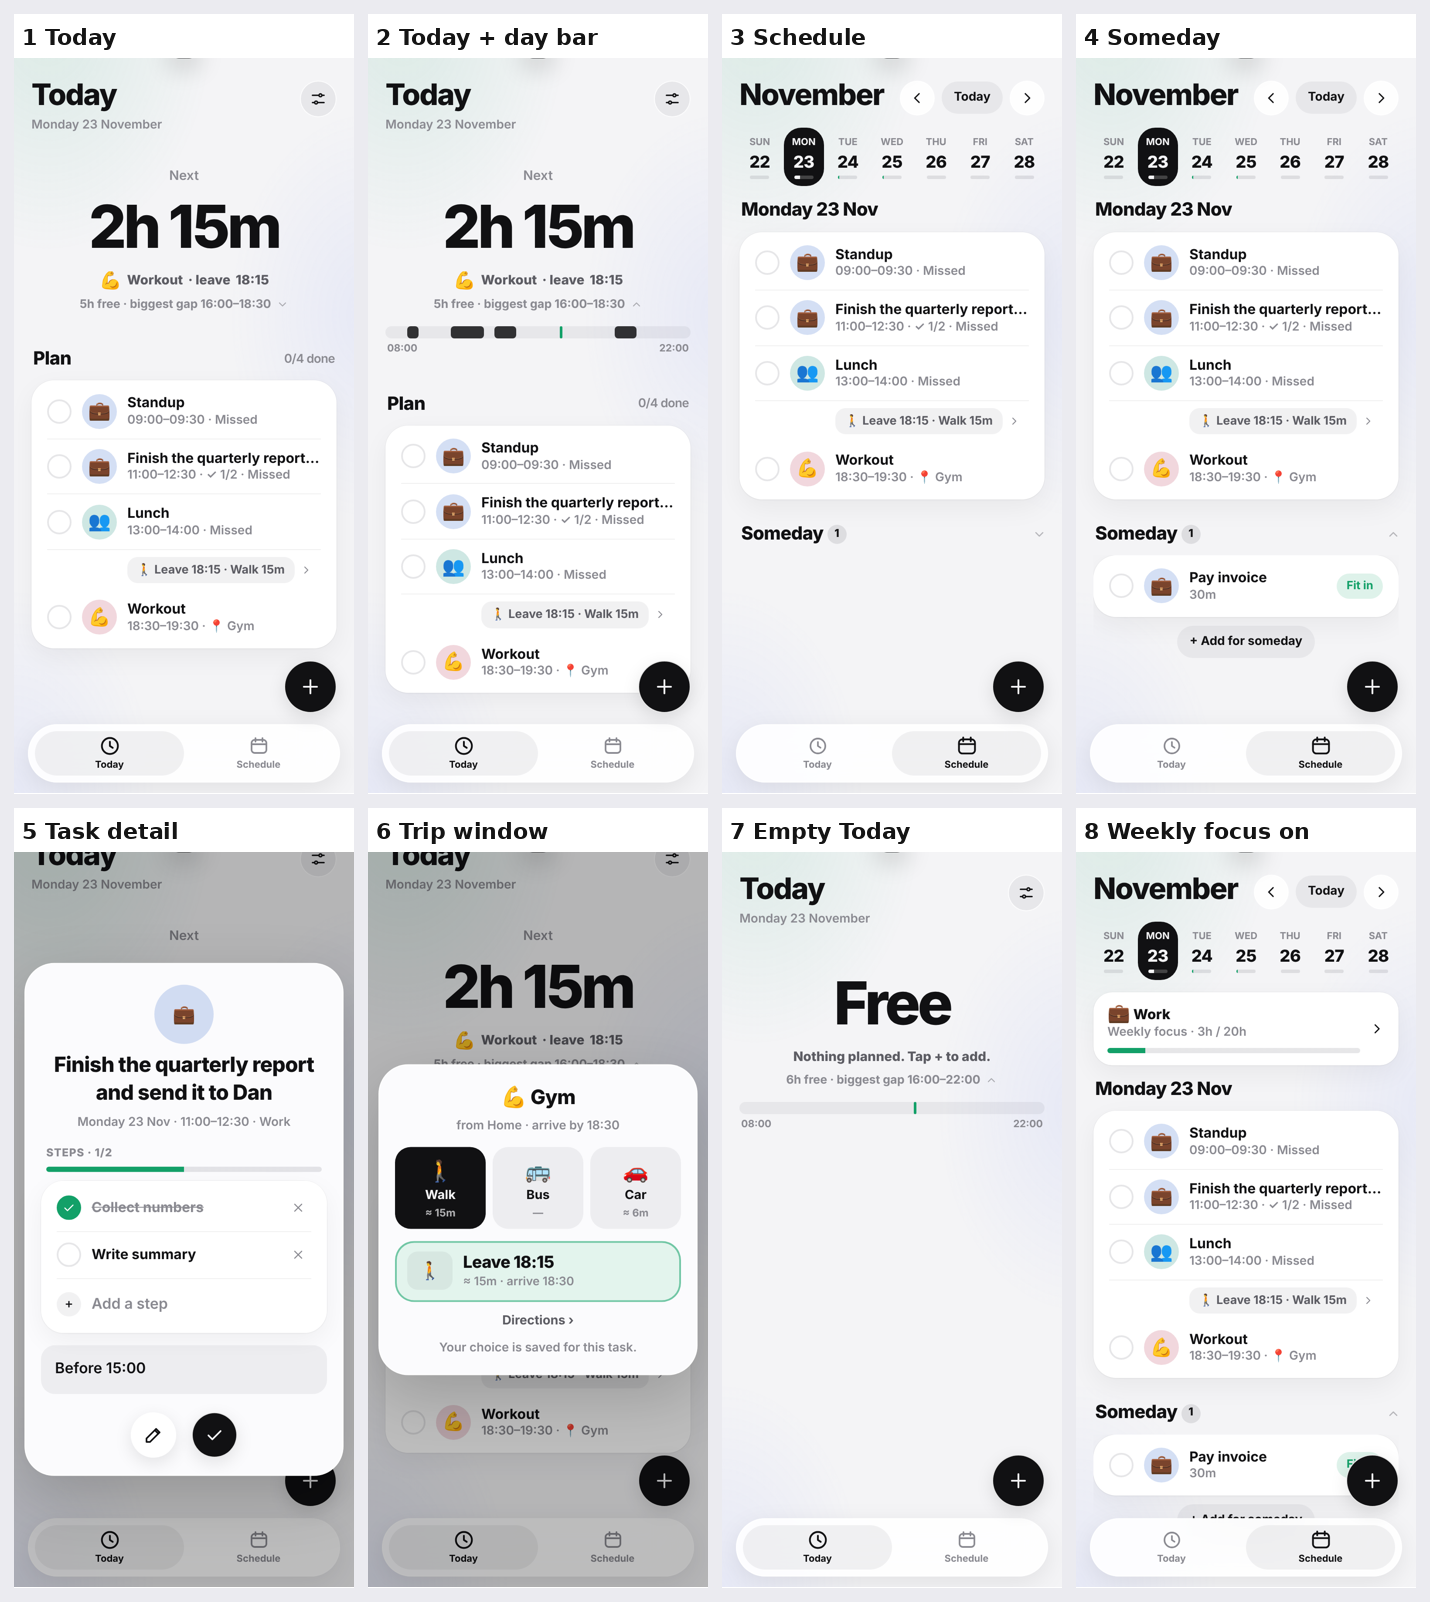 1 Today
Today
Monday 23 November
Next
2h 15m
💪 Workout · leave 18:15
5h free · biggest gap 16:00–18:30
Plan
0/4 done
Standup
09:00–09:30 · Missed
Finish the quarterly report…
11:00–12:30 · ✓ 1/2 · Missed
Lunch
13:00–14:00 · Missed
🚶 Leave 18:15 · Walk 15m
Workout
18:30–19:30 · 📍 Gym
Today
Schedule
2 Today + day bar
Today
Monday 23 November
Next
2h 15m
💪 Workout · leave 18:15
5h free · biggest gap 16:00–18:30
08:00
22:00
Plan
0/4 done
Standup
09:00–09:30 · Missed
Finish the quarterly report…
11:00–12:30 · ✓ 1/2 · Missed
Lunch
13:00–14:00 · Missed
🚶 Leave 18:15 · Walk 15m
Workout
18:30–19:30 · 📍 Gym
Today
Schedule
3 Schedule
November
Today
SUN MON TUE WED THU FRI SAT
22 23 24 25 26 27 28
Monday 23 Nov
Standup
09:00–09:30 · Missed
Finish the quarterly report…
11:00–12:30 · ✓ 1/2 · Missed
Lunch
13:00–14:00 · Missed
🚶 Leave 18:15 · Walk 15m
Workout
18:30–19:30 · 📍 Gym
Someday 1
Today
Schedule
4 Someday
November
Today
SUN MON TUE WED THU FRI SAT
22 23 24 25 26 27 28
Monday 23 Nov
Standup
09:00–09:30 · Missed
Finish the quarterly report…
11:00–12:30 · ✓ 1/2 · Missed
Lunch
13:00–14:00 · Missed
🚶 Leave 18:15 · Walk 15m
Workout
18:30–19:30 · 📍 Gym
Someday 1
Pay invoice
30m
Fit in
+ Add for someday
Today
Schedule
5 Task detail
Today
Monday 23 November
Next
Finish the quarterly report
and send it to Dan
Monday 23 Nov · 11:00–12:30 · Work
STEPS · 1/2
Collect numbers
Write summary
+ Add a step
Before 15:00
Today
Schedule
6 Trip window
Today
Monday 23 November
Next
2h 15m
💪 Workout · leave 18:15
5h free · biggest gap 16:00–18:30
💪 Gym
from Home · arrive by 18:30
Walk
≈ 15m
Bus
—
Car
≈ 6m
Leave 18:15
≈ 15m · arrive 18:30
Directions ›
Your choice is saved for this task.
Leave 18:15 · Walk 15m
Workout
18:30–19:30 · 📍 Gym
Today
Schedule
7 Empty Today
Today
Monday 23 November
Free
Nothing planned. Tap + to add.
6h free · biggest gap 16:00–22:00
08:00
22:00
Today
Schedule
8 Weekly focus on
November
Today
SUN MON TUE WED THU FRI SAT
22 23 24 25 26 27 28
💼 Work
Weekly focus · 3h / 20h
Monday 23 Nov
Standup
09:00–09:30 · Missed
Finish the quarterly report…
11:00–12:30 · ✓ 1/2 · Missed
Lunch
13:00–14:00 · Missed
🚶 Leave 18:15 · Walk 15m
Workout
18:30–19:30 · 📍 Gym
Someday 1
Pay invoice
30m
+ Add for someday
Today
Schedule